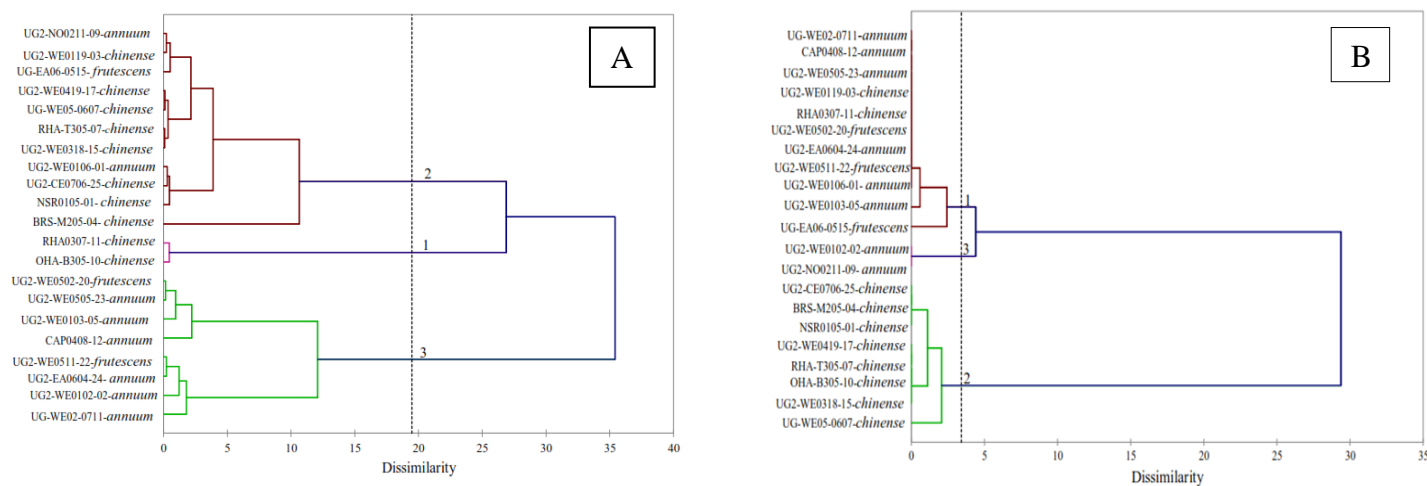 A
UG2-NO0211-09-annuum
UG2-WE0119-03-chinense
UG-EA06-0515- frutescens
UG2-WE0419-17-chinense
UG-WE05-0607-chinense
RHA-T305-07-chinense
UG2-WE0318-15-chinense
UG2-WE0106-01-annuum
UG2-CE0706-25-chinense
NSR0105-01- chinense
BRS-M205-04- chinense
RHA0307-11-chinense
OHA-B305-10-chinense
UG2-WE0502-20-frutescens
UG2-WE0505-23-annuum
UG2-WE0103-05-annuum
CAP0408-12-annuum
UG2-WE0511-22-frutescens
UG2-EA0604-24- annuum
UG2-WE0102-02-annuum
UG-WE02-0711-annuum
2
1
3
0 5 10 15 20 25 30 35 40
Dissimilarity
B
UG-WE02-0711-annuum
CAP0408-12-annuum
UG2-WE0505-23-annuum
UG2-WE0119-03-chinense
RHA0307-11-chinense
UG2-WE0502-20-frutescens
UG2-EA0604-24-annuum
UG2-WE0511-22-frutescens
UG2-WE0106-01- annuum
UG2-WE0103-05-annuum
UG-EA06-0515-frutescens
UG2-WE0102-02-annuum
UG2-NO0211-09- annuum
UG2-CE0706-25-chinense
BRS-M205-04-chinense
NSR0105-01-chinense
UG2-WE0419-17-chinense
RHA-T305-07-chinense
OHA-B305-10-chinense
UG2-WE0318-15-chinense
UG-WE05-0607-chinense
1
3
2
0 5 10 15 20 25 30 35
Dissimilarity